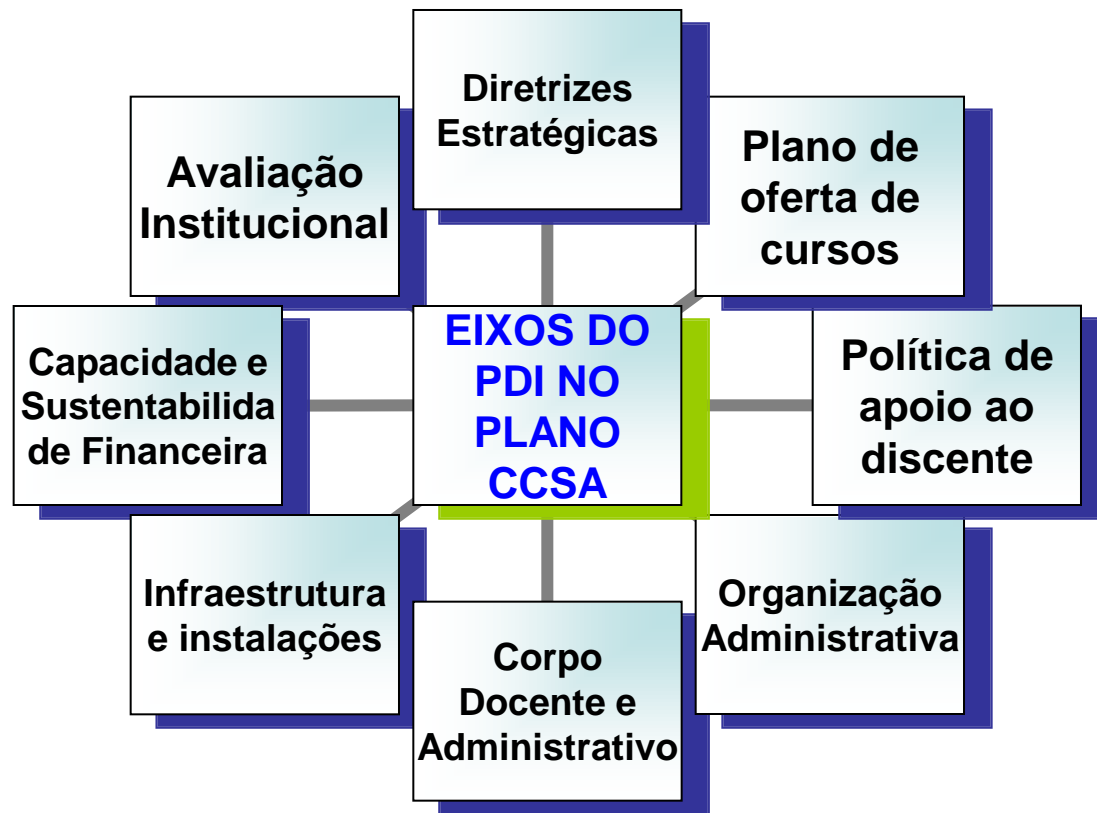 Diretrizes
Estratégicas
Plano de
oferta de
cursos
Política de
apoio ao
discente
Organização
Administrativa
Corpo
Docente e
Administrativo
Infraestrutura
e instalações
Capacidade e
Sustentabilida
de Financeira
Avaliação
Institucional
EIXOS DO
PDI NO
PLANO
CCSA